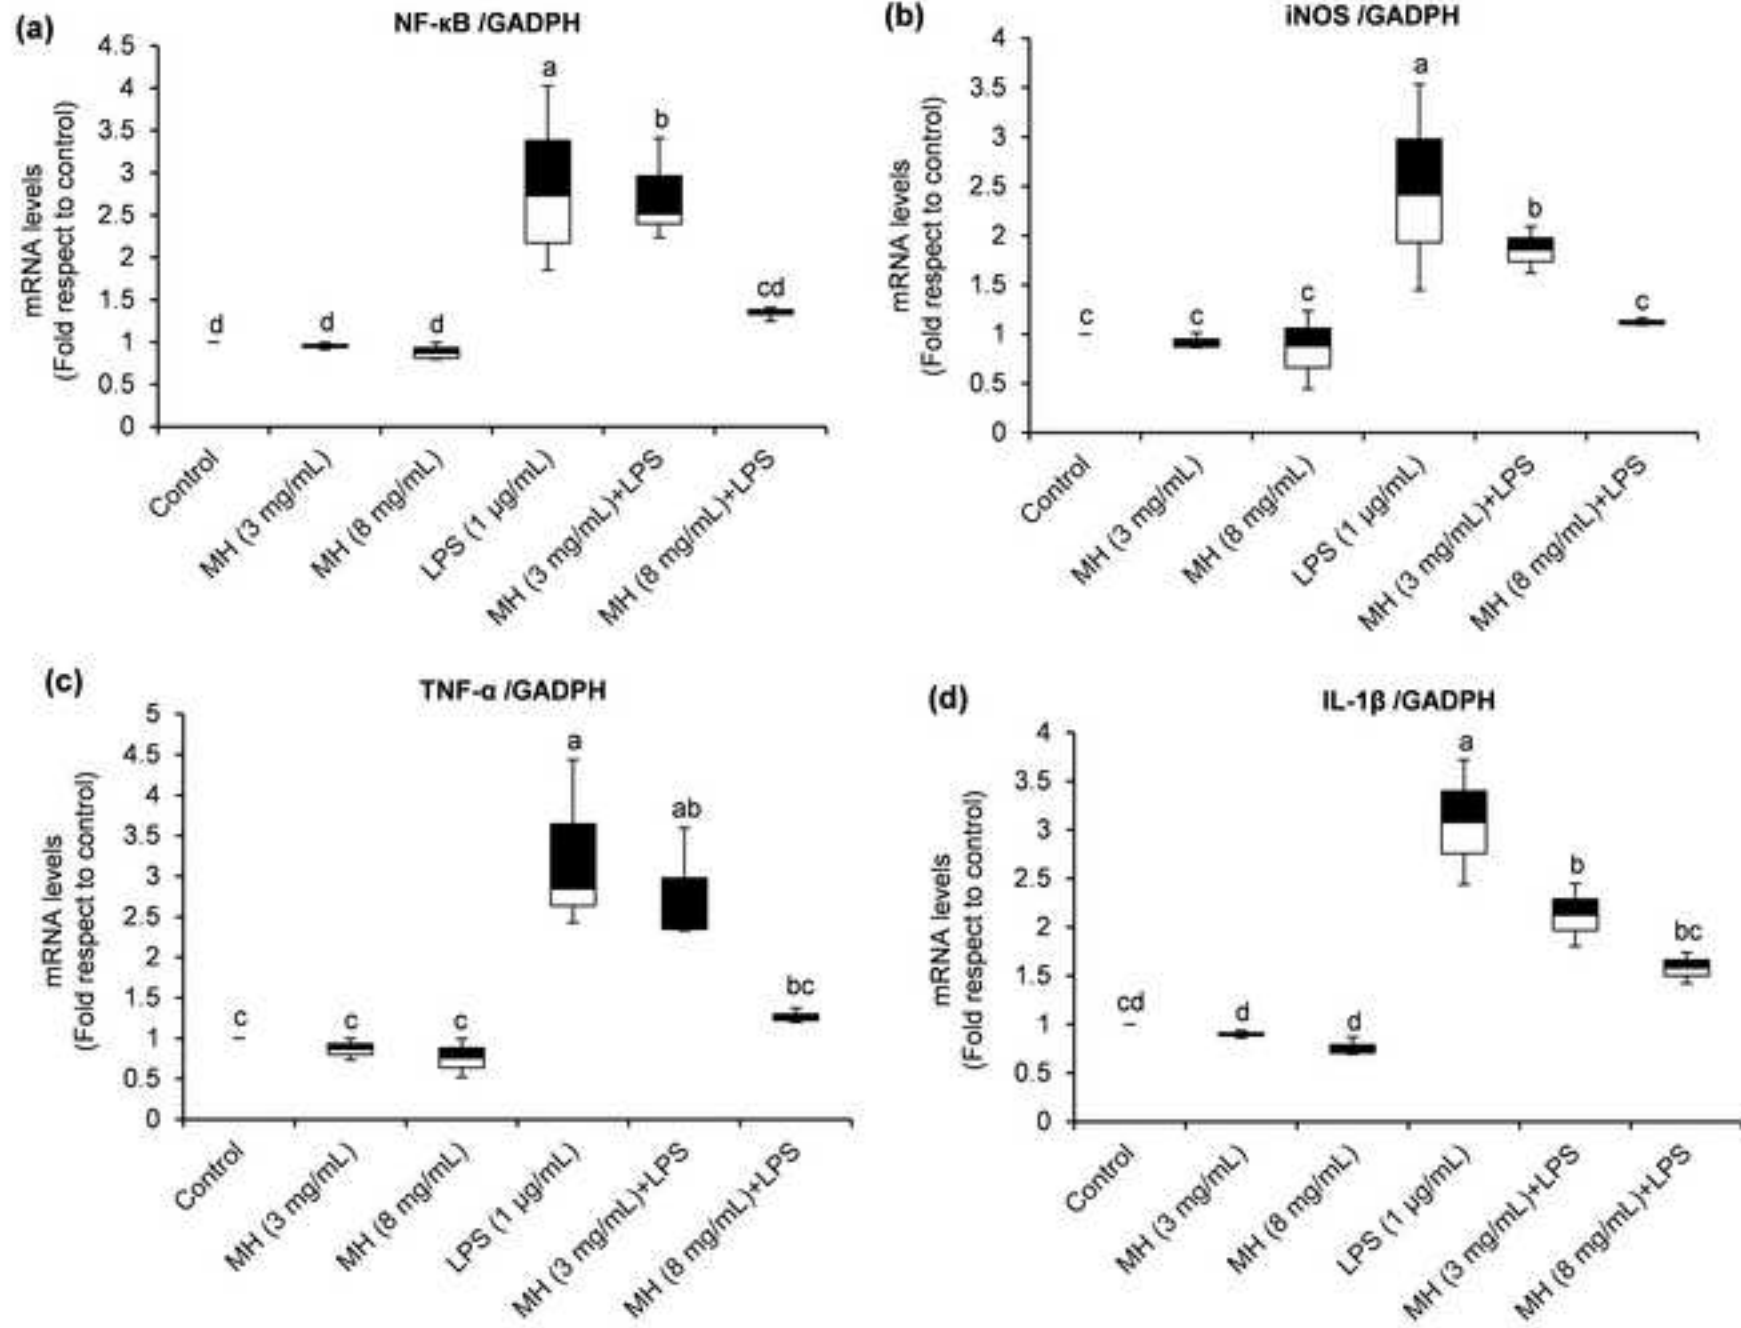 (a)
NF-κB /GADPH
mRNA levels
(Fold respect to control)
4.5
4
3.5
3
2.5
2
1.5
1
0.5
0
d
d
d
a
b
cd
Control
MH (3 mg/mL)
MH (8 mg/mL)
LPS (1 µg/mL)
MH (3 mg/mL)+LPS
MH (8 mg/mL)+LPS
(b)
iNOS /GADPH
mRNA levels
(Fold respect to control)
4
3.5
3
2.5
2
1.5
1
0.5
0
c
c
c
a
b
c
Control
MH (3 mg/mL)
MH (8 mg/mL)
LPS (1 µg/mL)
MH (3 mg/mL)+LPS
MH (8 mg/mL)+LPS
(c)
TNF-α /GADPH
mRNA levels
(Fold respect to control)
5
4.5
4
3.5
3
2.5
2
1.5
1
0.5
0
c
c
c
a
ab
bc
Control
MH (3 mg/mL)
MH (8 mg/mL)
LPS (1 µg/mL)
MH (3 mg/mL)+LPS
MH (8 mg/mL)+LPS
(d)
IL-1β /GADPH
mRNA levels
(Fold respect to control)
4
3.5
3
2.5
2
1.5
1
0.5
0
cd
d
d
a
b
bc
Control
MH (3 mg/mL)
MH (8 mg/mL)
LPS (1 µg/mL)
MH (3 mg/mL)+LPS
MH (8 mg/mL)+LPS